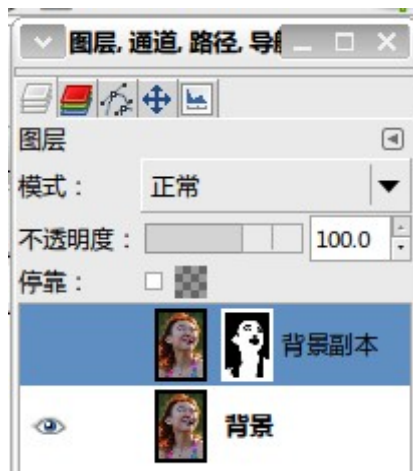 图层, 通道, 路径, 导航
图层
模式： 正常
不透明度： 100.0
停靠：
背景副本
背景